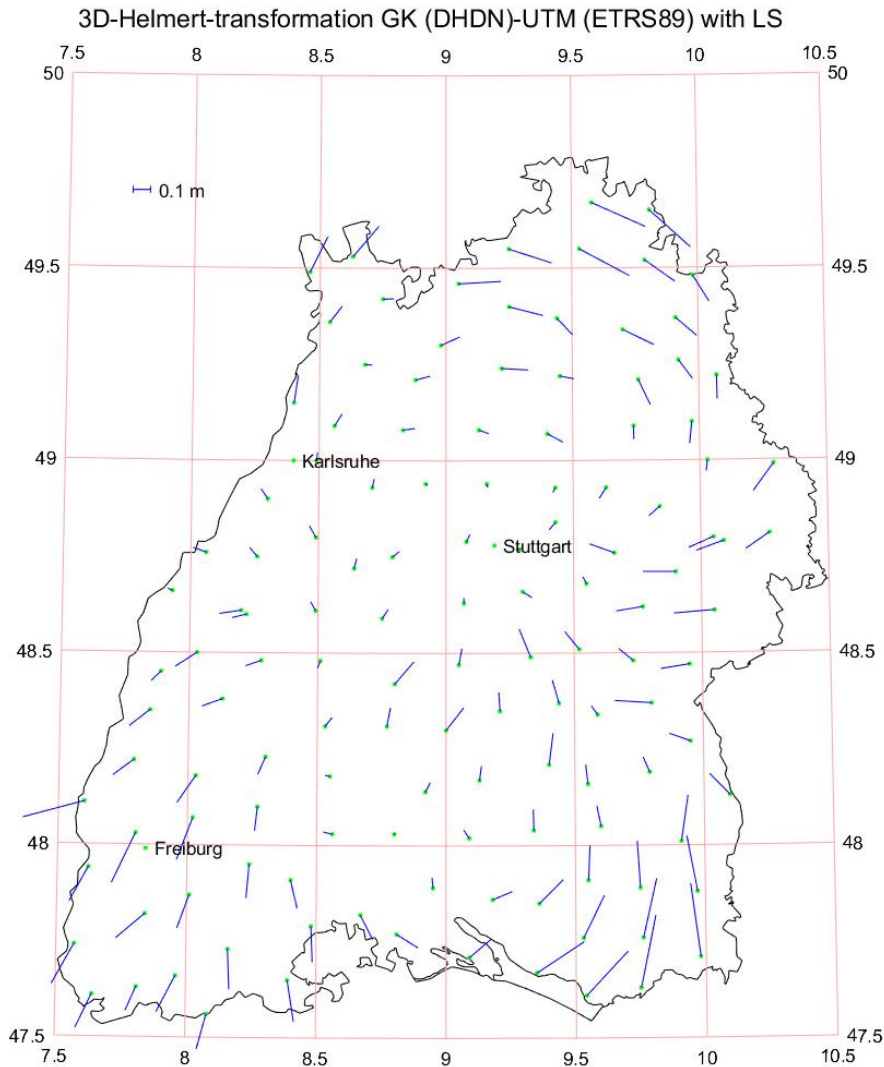 3D-Helmert-transformation GK (DHDN)-UTM (ETRS89) with LS
7.5 8 8.5 9 9.5 10 10.5
50 50
0.1 m
49.5 49.5
49 Karlsruhe 49
Stuttgart
48.5 48.5
48 Freiburg 48
47.5 47.5
7.5 8 8.5 9 9.5 10 10.5